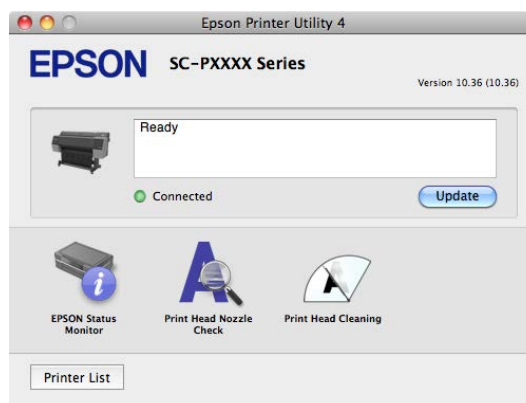 Epson Printer Utility 4
EPSON SC-PXXXX Series
Version 10.36 (10.36)
Ready
Connected
Update
EPSON Status
Monitor
Print Head Nozzle
Check
Print Head Cleaning
Printer List